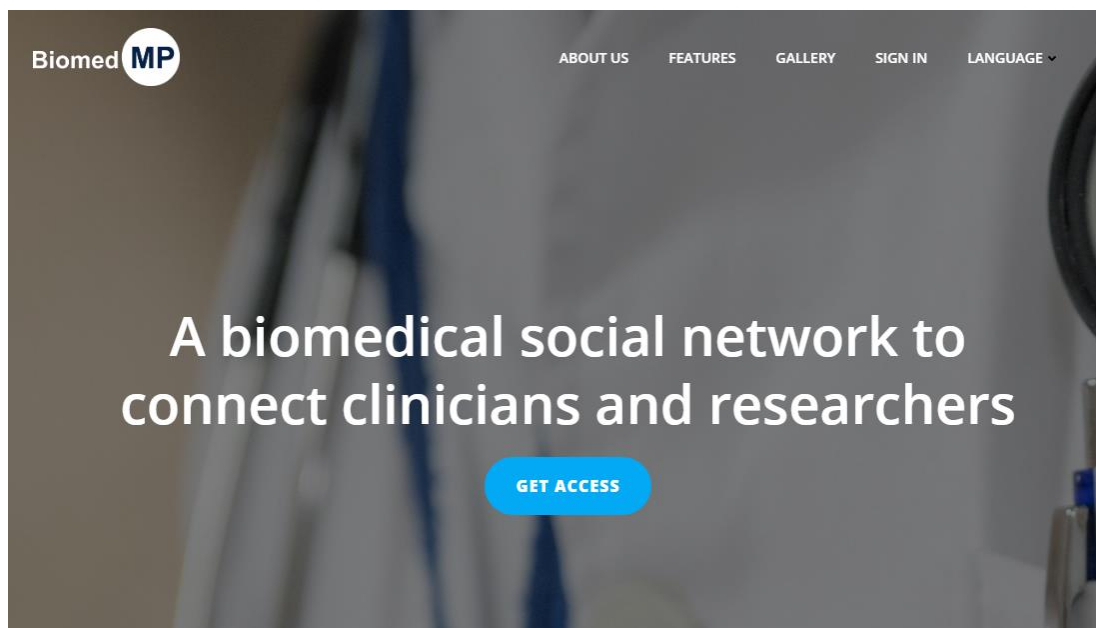 Biomed MP
ABOUT US
FEATURES
GALLERY
SIGN IN
LANGUAGE
A biomedical social network to
connect clinicians and researchers
GET ACCESS